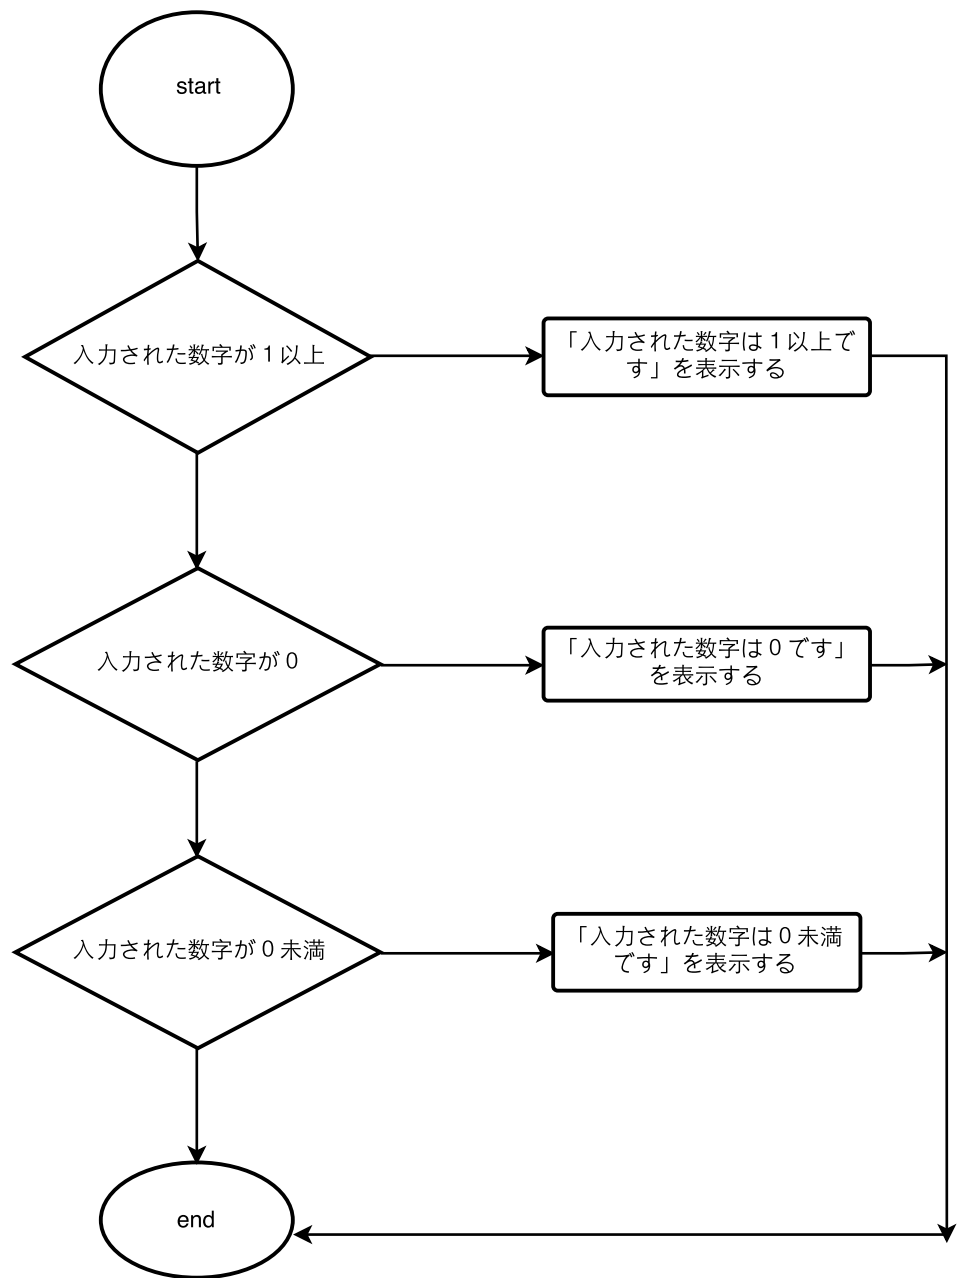 start
入力された数字が１以上
「入力された数字は１以上で
す」を表示する
入力された数字が０
「入力された数字は０です」
を表示する
入力された数字が０未満
「入力された数字は０未満
です」を表示する
end